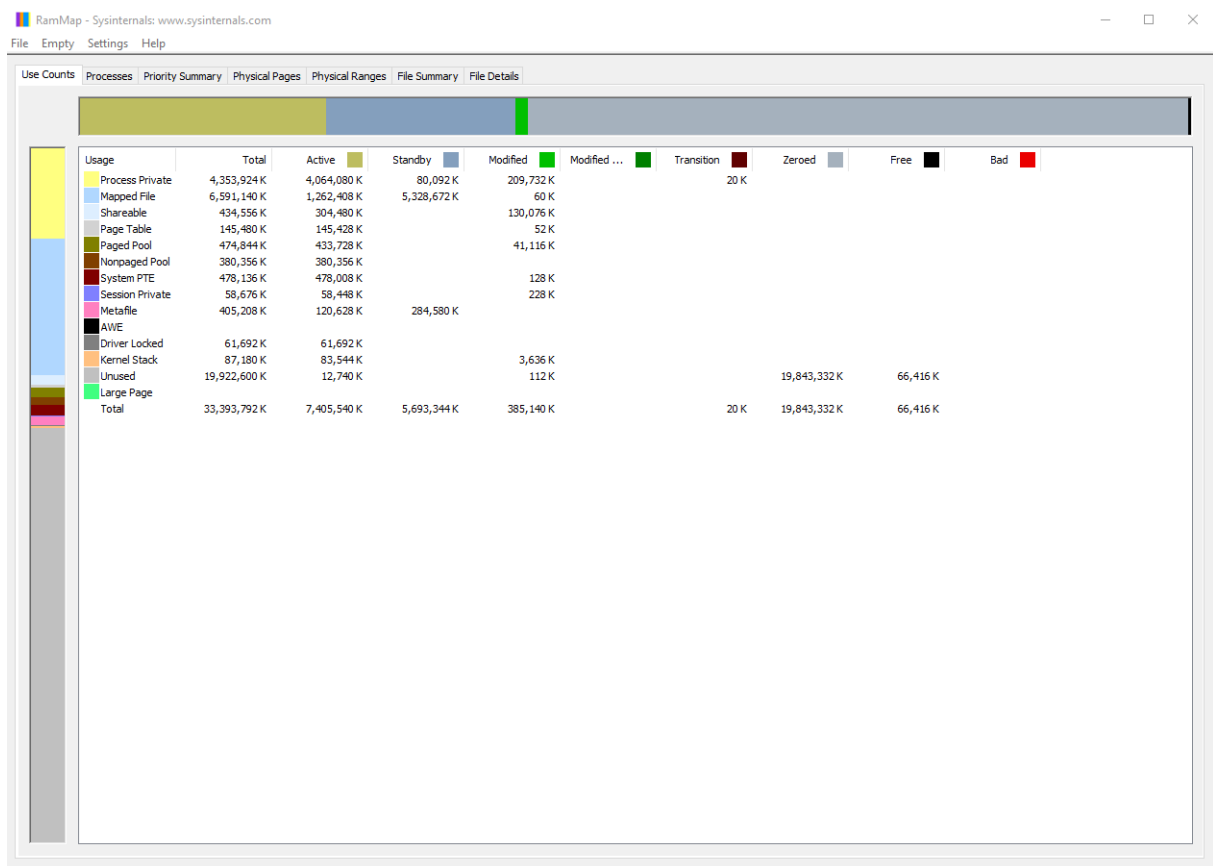 RamMap - Sysinternals: www.sysinternals.com
File Empty Settings Help
Use Counts Processes Priority Summary Physical Pages Physical Ranges File Summary File Details
Usage Total Active Standby Modified Modified ... Transition Zeroed Free Bad
Process Private 4,353,924 K 4,064,080 K 80,092 K 209,732 K 20 K
Mapped File 6,591,140 K 1,262,408 K 5,328,672 K 60 K
Shareable 434,556 K 304,480 K 130,076 K
Page Table 145,480 K 145,428 K 52 K
Paged Pool 474,844 K 433,728 K 41,116 K
Nonpaged Pool 380,356 K 380,356 K
System PTE 478,136 K 478,008 K 128 K
Session Private 58,676 K 58,448 K 228 K
Metafile 405,208 K 120,628 K 284,580 K
AWE
Driver Locked 61,692 K 61,692 K
Kernel Stack 87,180 K 83,544 K 3,636 K
Unused 19,922,600 K 12,740 K 112 K 19,843,332 K 66,416 K
Large Page
Total 33,393,792 K 7,405,540 K 5,693,344 K 385,140 K 20 K 19,843,332 K 66,416 K